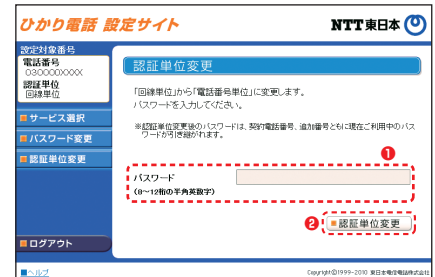 ひかり電話 設定サイト
NTT東日本
設定対象番号
電話番号
030000XXXX
認証単位
回線単位
サービス選択
パスワード変更
認証単位変更
ログアウト
ヘルプ
認証単位変更
「回線単位」から「電話番号単位」に変更します。
パスワードを入力してください。
※認証単位変更後のパスワードは、契約電話番号、追加番号ともに現在ご利用中のパス
ワードが引き継がれます。
❶
パスワード
(8～12桁の半角英数字)
❷ 認証単位変更
Copyright©1999-2010 東日本電信電話株式会社